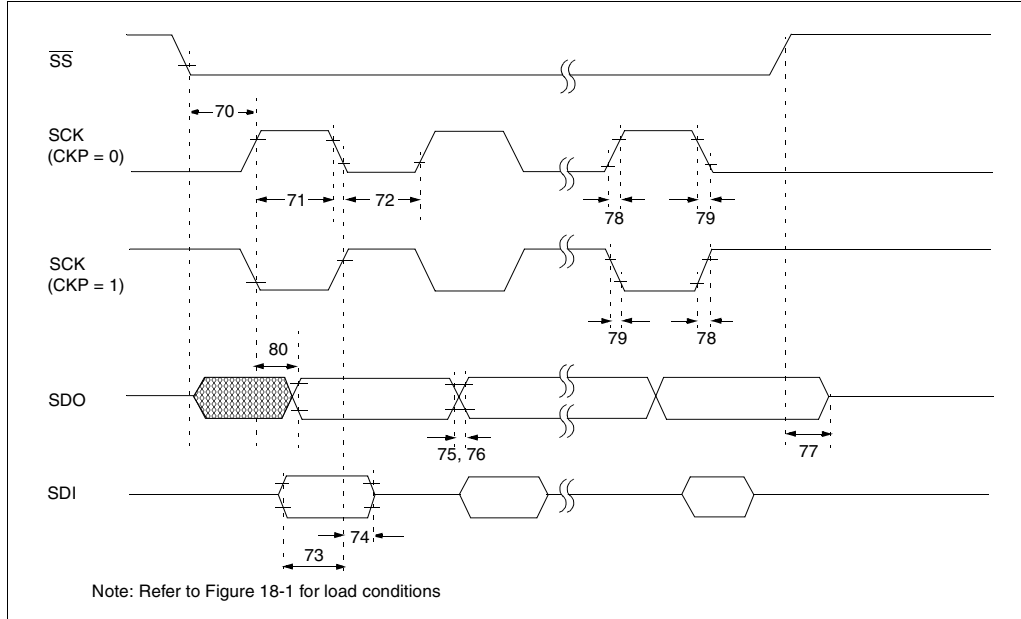 SS
70
SCK
(CKP = 0)
71
72
78
79
SCK
(CKP = 1)
79
78
80
SDO
75, 76
77
SDI
74
73
Note: Refer to Figure 18-1 for load conditions